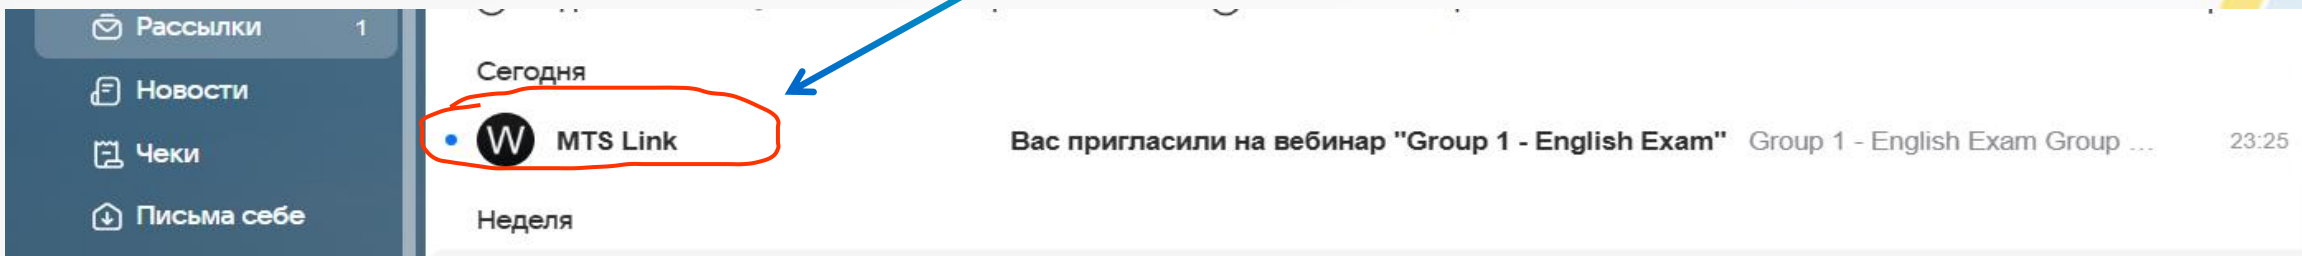 Рассылки 1
Новости
Чеки
Письма себе
Сегодня
W MTS Link Вас пригласили на вебинар "Group 1 - English Exam" Group 1 - English Exam Group ... 23:25
Неделя